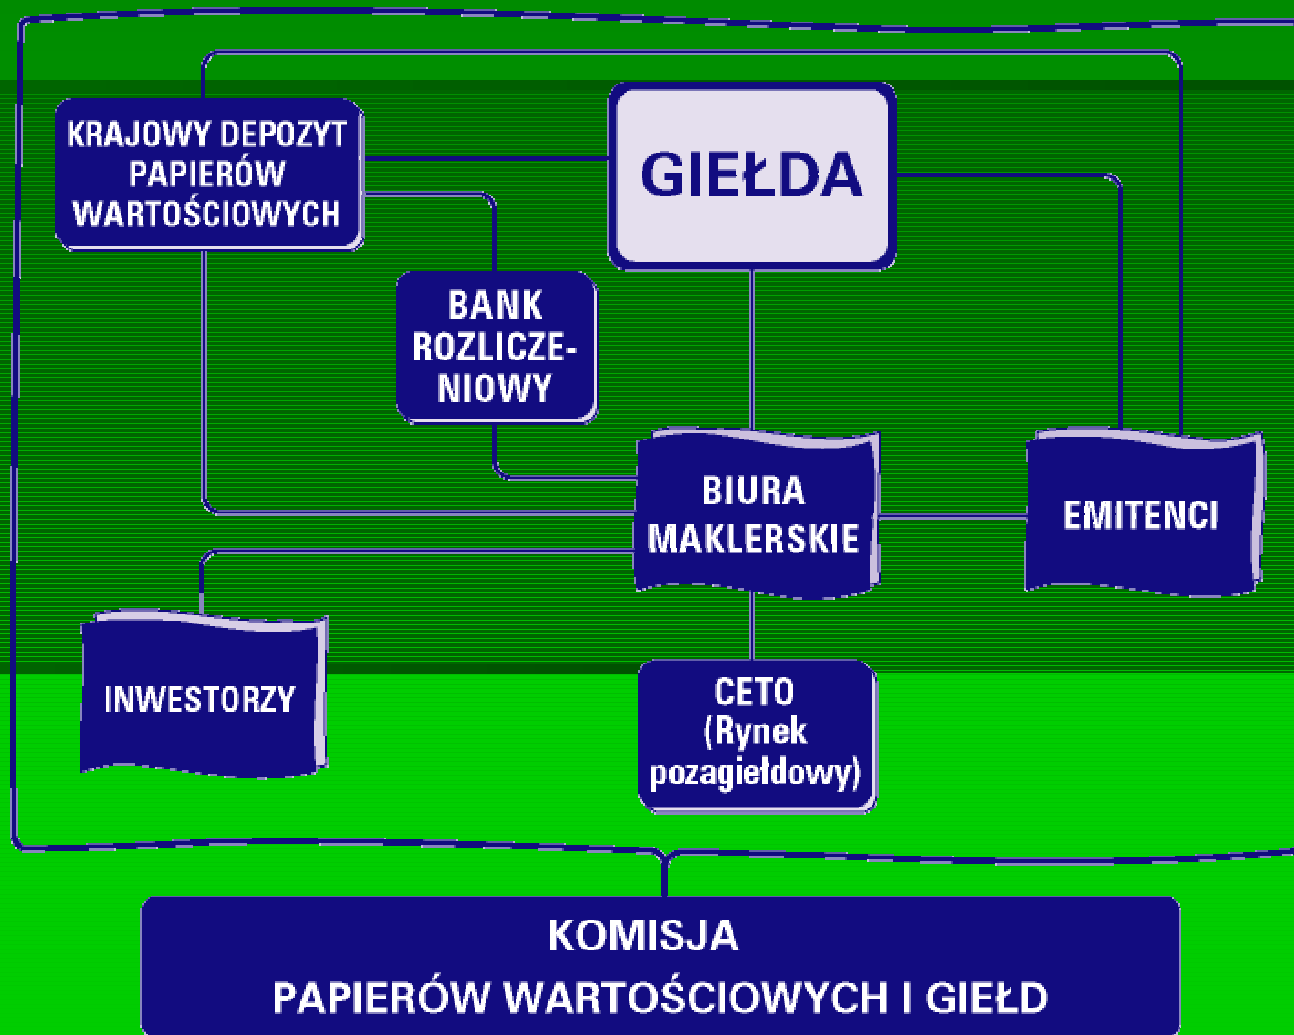 KRAJOWY DEPOZYT
PAPIERÓW
WARTOŚCIOWYCH
GIEŁDA
BANK
ROZLICZE-
NIOWY
BIURA
MAKLERSKIE
EMITENCI
INWESTORZY
CETO
(Rynek
pozagiełdowy)
KOMISJA
PAPIERÓW WARTOŚCIOWYCH I GIEŁD